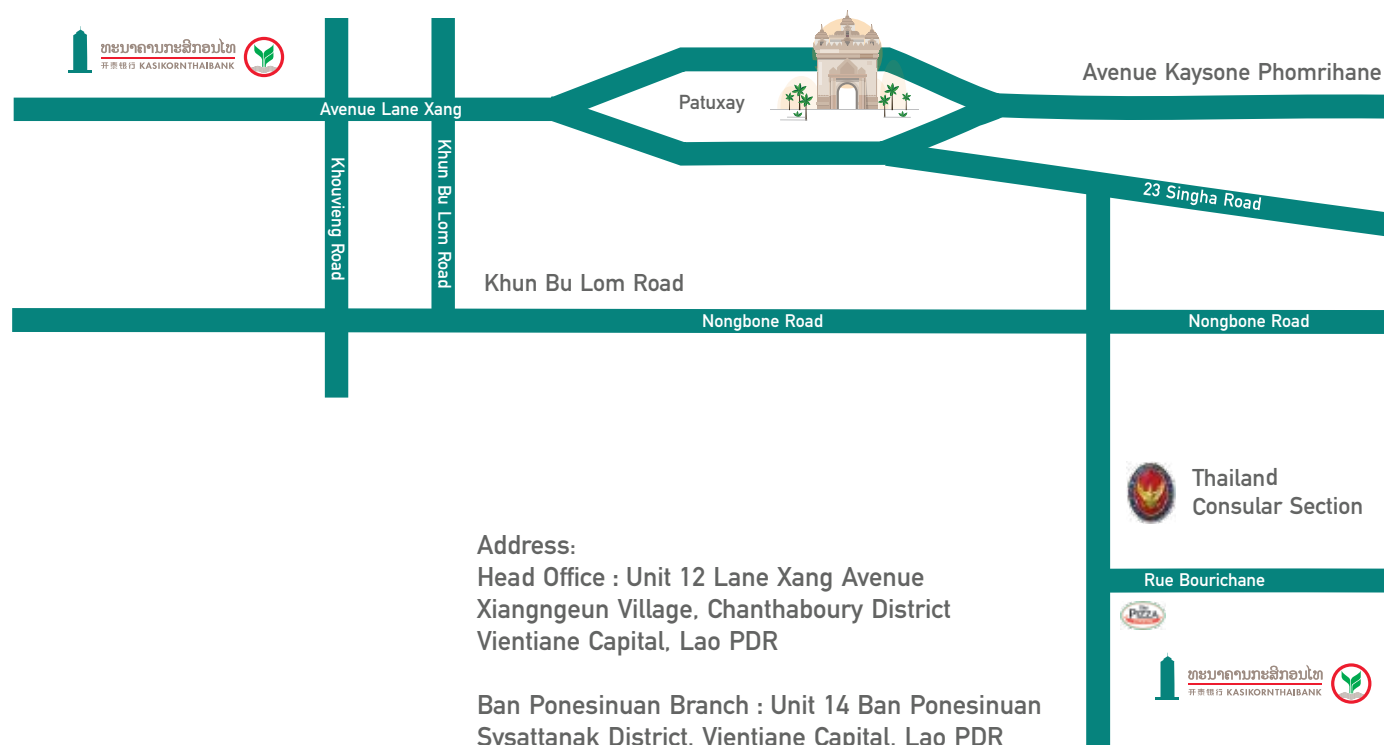 ທະນາຄານກະສິກອນໄທ
开泰银行 KASIKORNTHAIBANK
Avenue Lane Xang
Patuxay
Avenue Kaysone Phomrihane
Khouvieng Road
Khun Bu Lom Road
23 Singha Road
Khun Bu Lom Road
Nongbone Road
Nongbone Road
Thailand
Consular Section
Address:
Head Office : Unit 12 Lane Xang Avenue
Xiangngeun Village, Chanthaboury District
Vientiane Capital, Lao PDR
Rue Bourichane
PIZZA
ທະນາຄານກະສິກອນໄທ
开泰银行 KASIKORNTHAIBANK
Ban Ponesinuan Branch : Unit 14 Ban Ponesinuan
Sysattanak District, Vientiane Capital, Lao PDR